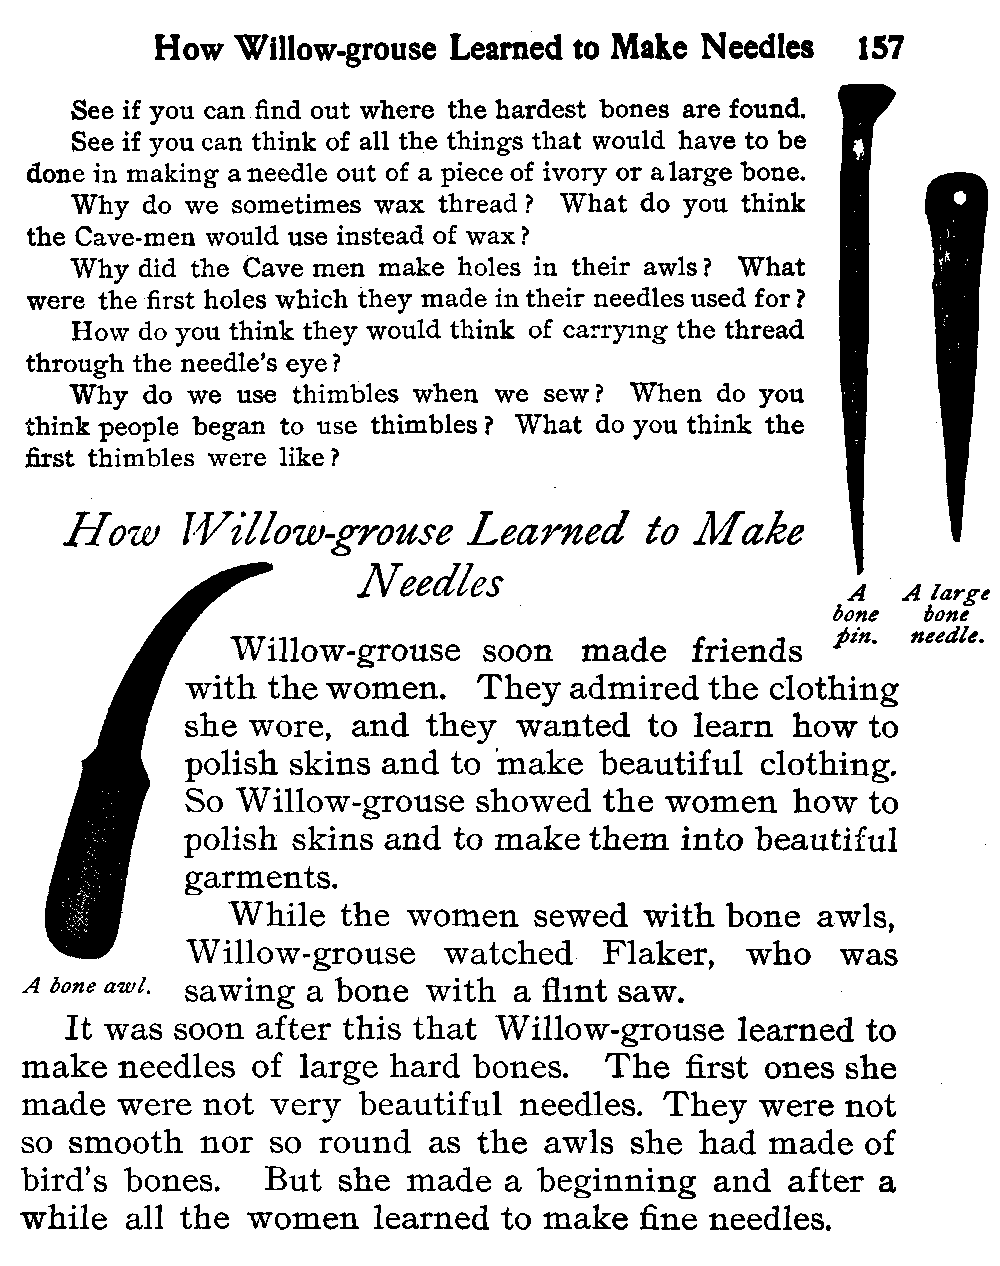 How Willow-grouse Learned to Make Needles 157
See if you can find out where the hardest bones are found.
See if you can think of all the things that would have to be
done in making a needle out of a piece of ivory or a large bone.
Why do we sometimes wax thread? What do you think
the Cave-men would use instead of wax?
Why did the Cave men make holes in their awls? What
were the first holes which they made in their needles used for?
How do you think they would think of carrying the thread
through the needle's eye?
Why do we use thimbles when we sew? When do you
think people began to use thimbles? What do you think the
first thimbles were like?
A
bone
pin.
A large
bone
needle.
How Willow-grouse Learned to Make
Needles
Willow-grouse soon made friends
with the women. They admired the clothing
she wore, and they wanted to learn how to
polish skins and to make beautiful clothing.
So Willow-grouse showed the women how to
polish skins and to make them into beautiful
garments.
While the women sewed with bone awls,
Willow-grouse watched Flaker, who was
sawing a bone with a flint saw.
A bone awl.
It was soon after this that Willow-grouse learned to
make needles of large hard bones. The first ones she
made were not very beautiful needles. They were not
so smooth nor so round as the awls she had made of
bird's bones. But she made a beginning and after a
while all the women learned to make fine needles.